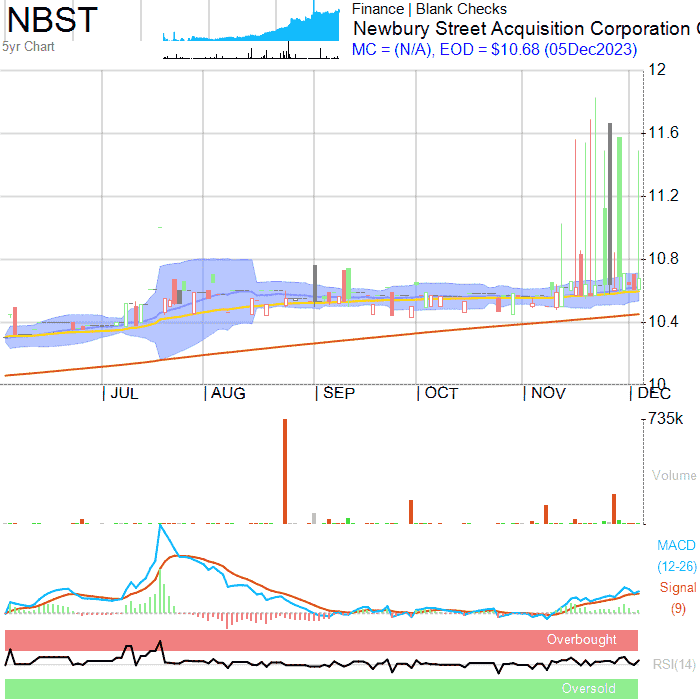 NBST
5yr Chart
Finance | Blank Checks
Newbury Street Acquisition Corporation
MC = (N/A), EOD = $10.68 (05Dec2023)
12
11.6
11.2
10.8
10.4
10
JUL
AUG
SEP
OCT
NOV
DEC
735k
Volume
MACD
(12-26)
Signal
(9)
Overbought
RSI(14)
Oversold